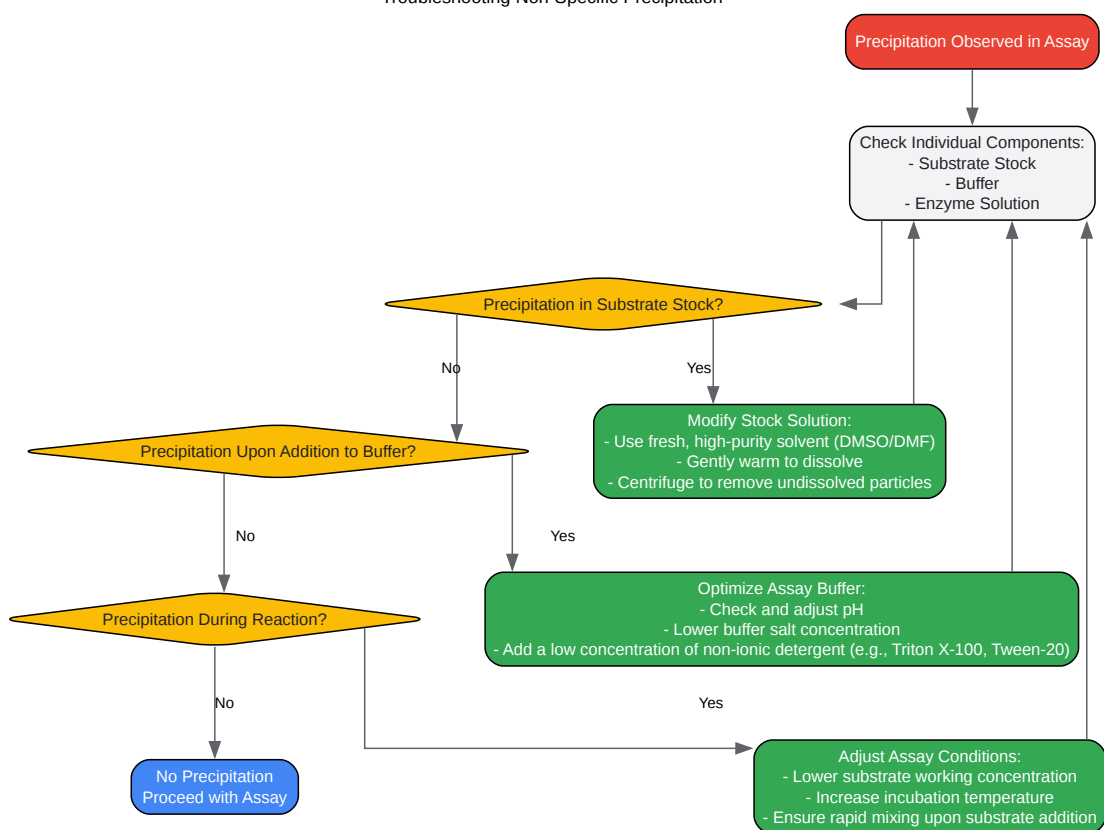 Troubleshooting Non-Specific Precipitation
Precipitation Observed in Assay
Check Individual Components:
- Substrate Stock
- Buffer
- Enzyme Solution
Precipitation in Substrate Stock?
No
Yes
Modify Stock Solution:
- Use fresh, high-purity solvent (DMSO/DMF)
- Gently warm to dissolve
- Centrifuge to remove undissolved particles
Precipitation Upon Addition to Buffer?
No
Yes
Optimize Assay Buffer:
- Check and adjust pH
- Lower buffer salt concentration
- Add a low concentration of non-ionic detergent (e.g., Triton X-100, Tween-20)
Precipitation During Reaction?
No
Yes
No Precipitation
Proceed with Assay
Adjust Assay Conditions:
- Lower substrate working concentration
- Increase incubation temperature
- Ensure rapid mixing upon substrate addition